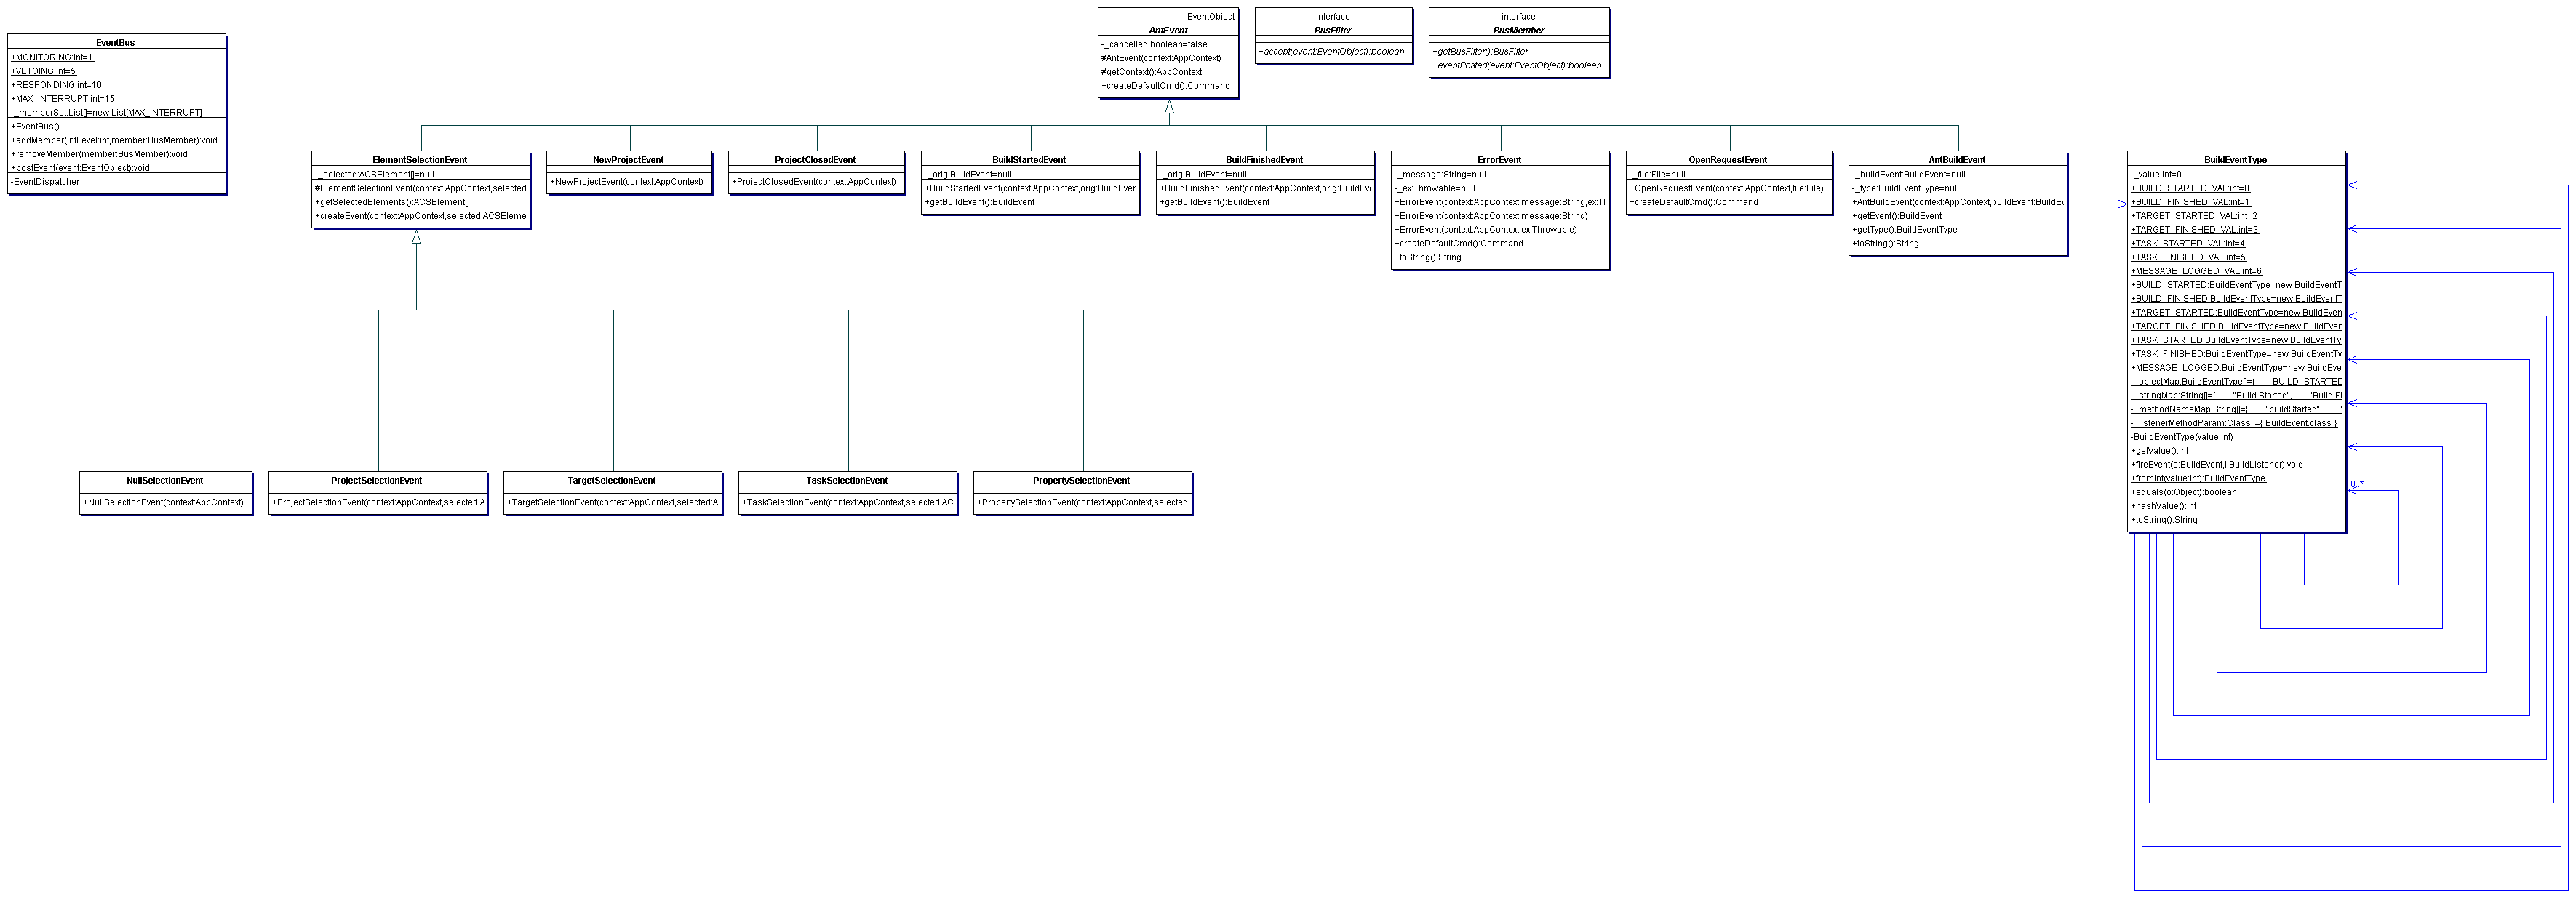 EventBus
+MONITORING:int=1
+VETOING:int=5
+RESPONDING:int=10
+MAX_INTERRUPT:int=15
-_memberSet:List[]=new List[MAX_INTERRUPT]
+EventBus()
+addMember(intLevel:int,member:BusMember):void
+removeMember(member:BusMember):void
+postEvent(event:EventObject):void
-EventDispatcher
EventObject
AntEvent
-_cancelled:boolean=false
#AntEvent(context:AppContext)
#getContext():AppContext
+createDefaultCmd():Command
interface
BusFilter
+accept(event:EventObject):boolean
interface
BusMember
+getBusFilter():BusFilter
+eventPosted(event:EventObject):boolean
ElementSelectionEvent
-_selected:ACSElement[]=null
#ElementSelectionEvent(context:AppContext,selected
+getSelectedElements():ACSElement[]
+createEvent(context:AppContext,selected:ACSEleme
NewProjectEvent
+NewProjectEvent(context:AppContext)
ProjectClosedEvent
+ProjectClosedEvent(context:AppContext)
BuildStartedEvent
-_orig:BuildEvent=null
+BuildStartedEvent(context:AppContext,orig:BuildEver
+getBuildEvent():BuildEvent
BuildFinishedEvent
-_orig:BuildEvent=null
+BuildFinishedEvent(context:AppContext,orig:BuildEve
+getBuildEvent():BuildEvent
ErrorEvent
-_message:String=null
-_ex:Throwable=null
+ErrorEvent(context:AppContext,message:String,ex:Th
+ErrorEvent(context:AppContext,message:String)
+ErrorEvent(context:AppContext,ex:Throwable)
+createDefaultCmd():Command
+toString():String
OpenRequestEvent
-_file:File=null
+OpenRequestEvent(context:AppContext,file:File)
+createDefaultCmd():Command
AntBuildEvent
-_buildEvent:BuildEvent=null
-_type:BuildEventType=null
+AntBuildEvent(context:AppContext,buildEvent:BuildEv
+getEvent():BuildEvent
+getType():BuildEventType
+toString():String
BuildEventType
-_value:int=0
+BUILD_STARTED_VAL:int=0
+BUILD_FINISHED_VAL:int=1
+TARGET_STARTED_VAL:int=2
+TARGET_FINISHED_VAL:int=3
+TASK_STARTED_VAL:int=4
+TASK_FINISHED_VAL:int=5
+MESSAGE_LOGGED_VAL:int=6
+BUILD_STARTED:BuildEventType=new BuildEventT
+BUILD_FINISHED:BuildEventType=new BuildEventT
+TARGET_STARTED:BuildEventType=new BuildEven
+TARGET_FINISHED:BuildEventType=new BuildEven
+TASK_STARTED:BuildEventType=new BuildEventTy
+TASK_FINISHED:BuildEventType=new BuildEventTy
+MESSAGE_LOGGED:BuildEventType=new BuildEve
-_objectMap:BuildEventType[]={ BUILD_STARTED
-_stringMap:String[]={ "Build Started", "Build Fi
-_methodNameMap:String[]={ "buildStarted", "
-_listenerMethodParam:Class[]={ BuildEvent.class }
-BuildEventType(value:int)
+getValue():int
+fireEvent(e:BuildEvent,l:BuildListener):void
+fromInt(value:int):BuildEventType
+equals(o:Object):boolean
+hashValue():int
+toString():String
0..*
NullSelectionEvent
+NullSelectionEvent(context:AppContext)
ProjectSelectionEvent
+ProjectSelectionEvent(context:AppContext,selected:A
TargetSelectionEvent
+TargetSelectionEvent(context:AppContext,selected:A
TaskSelectionEvent
+TaskSelectionEvent(context:AppContext,selected:AC
PropertySelectionEvent
+PropertySelectionEvent(context:AppContext,selected